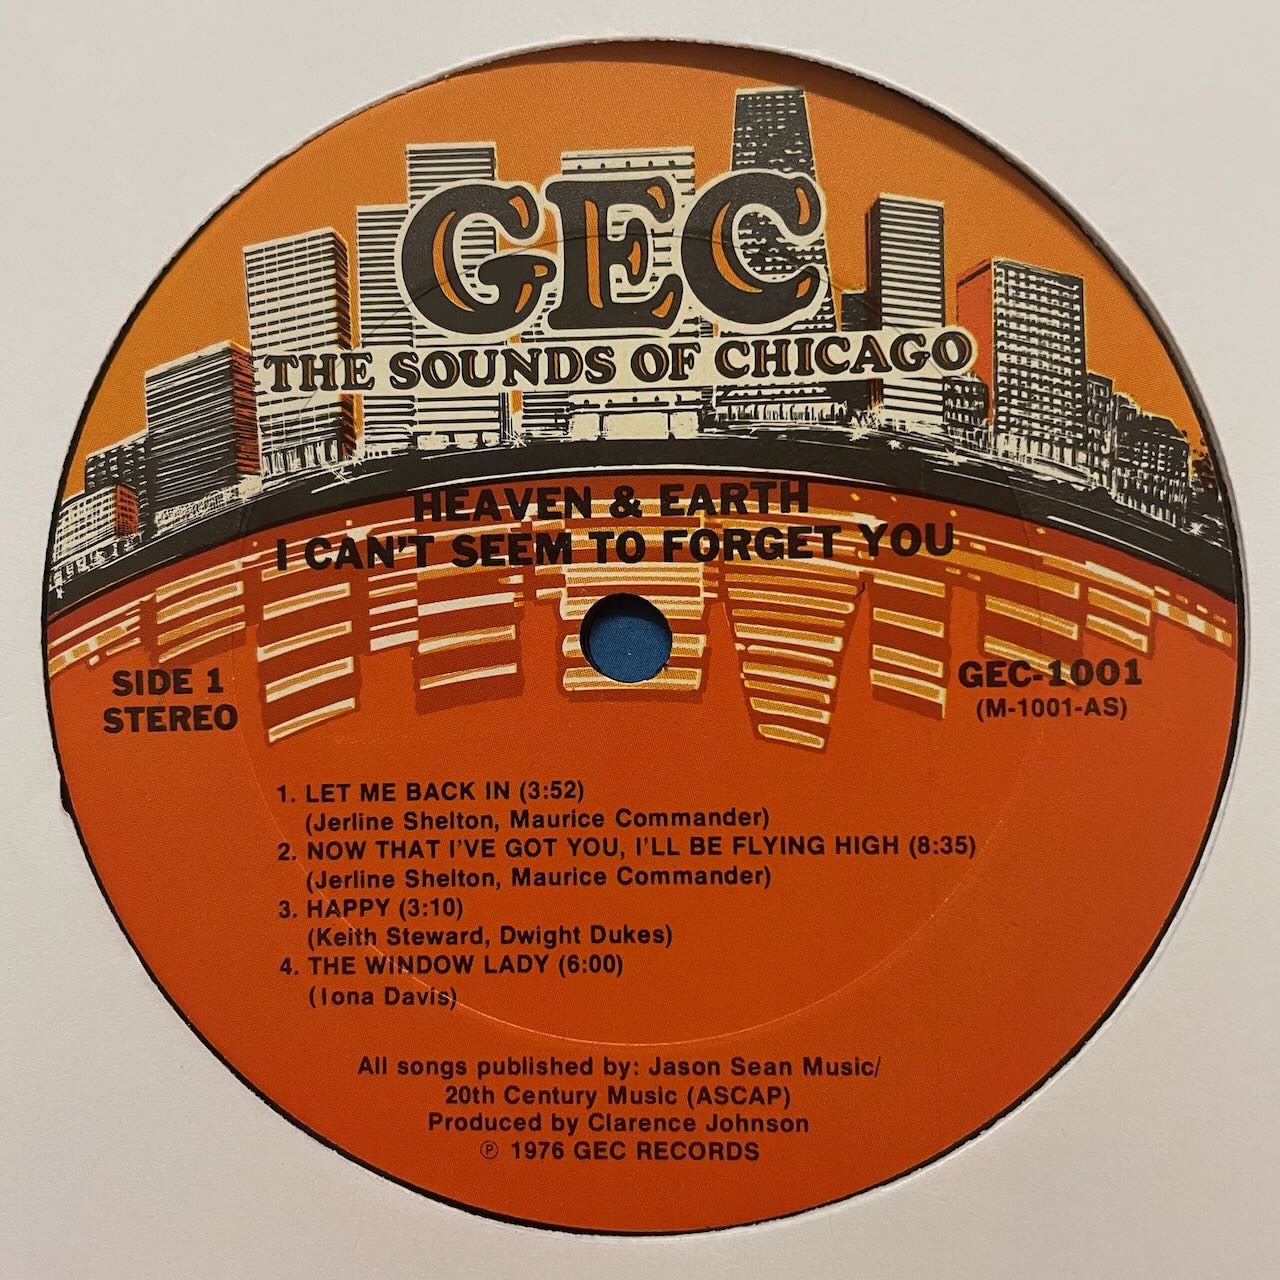 GEC
THE SOUNDS OF CHICAGO
HEAVEN & EARTH
I CAN'T SEEM TO FORGET YOU
SIDE 1
STEREO
GEC-1001
(M-1001-AS)
1. LET ME BACK IN (3:52)
(Jerline Shelton, Maurice Commander)
2. NOW THAT I'VE GOT YOU, I'LL BE FLYING HIGH (8:35)
(Jerline Shelton, Maurice Commander)
3. HAPPY (3:10)
(Keith Steward, Dwight Dukes)
4. THE WINDOW LADY (6:00)
(Iona Davis)
All songs published by: Jason Sean Music/
20th Century Music (ASCAP)
Produced by Clarence Johnson
℗ 1976 GEC RECORDS